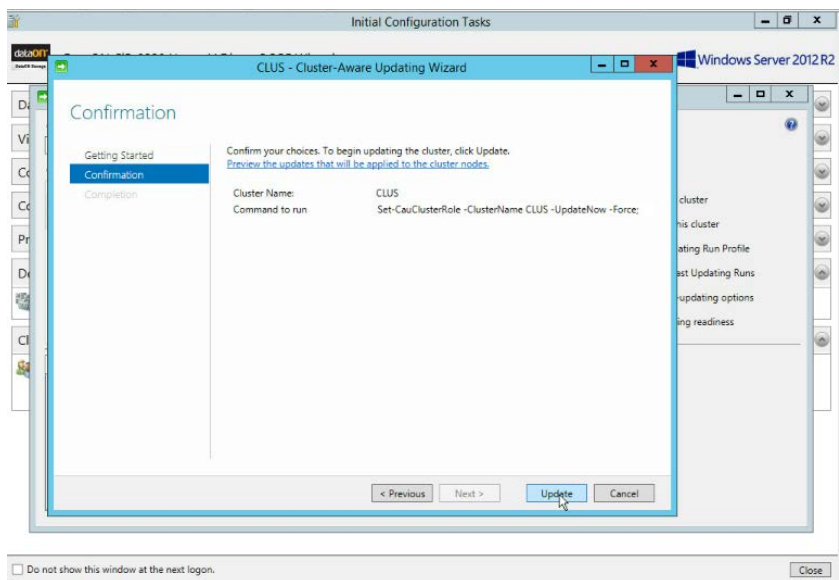 Initial Configuration Tasks
dataON
Windows Server 2012 R2
CLUS - Cluster-Aware Updating Wizard
Confirmation
Getting Started
Confirmation
Completion
Confirm your choices. To begin updating the cluster, click Update.
Preview the updates that will be applied to the cluster nodes.
Cluster Name: CLUS
Command to run Set-CauClusterRole -ClusterName CLUS -UpdateNow -Force;
cluster
his cluster
ating Run Profile
ast Updating Runs
-updating options
ing readiness
Vi
Pr
< Previous Next > Update Cancel
Do not show this window at the next logon.
Close